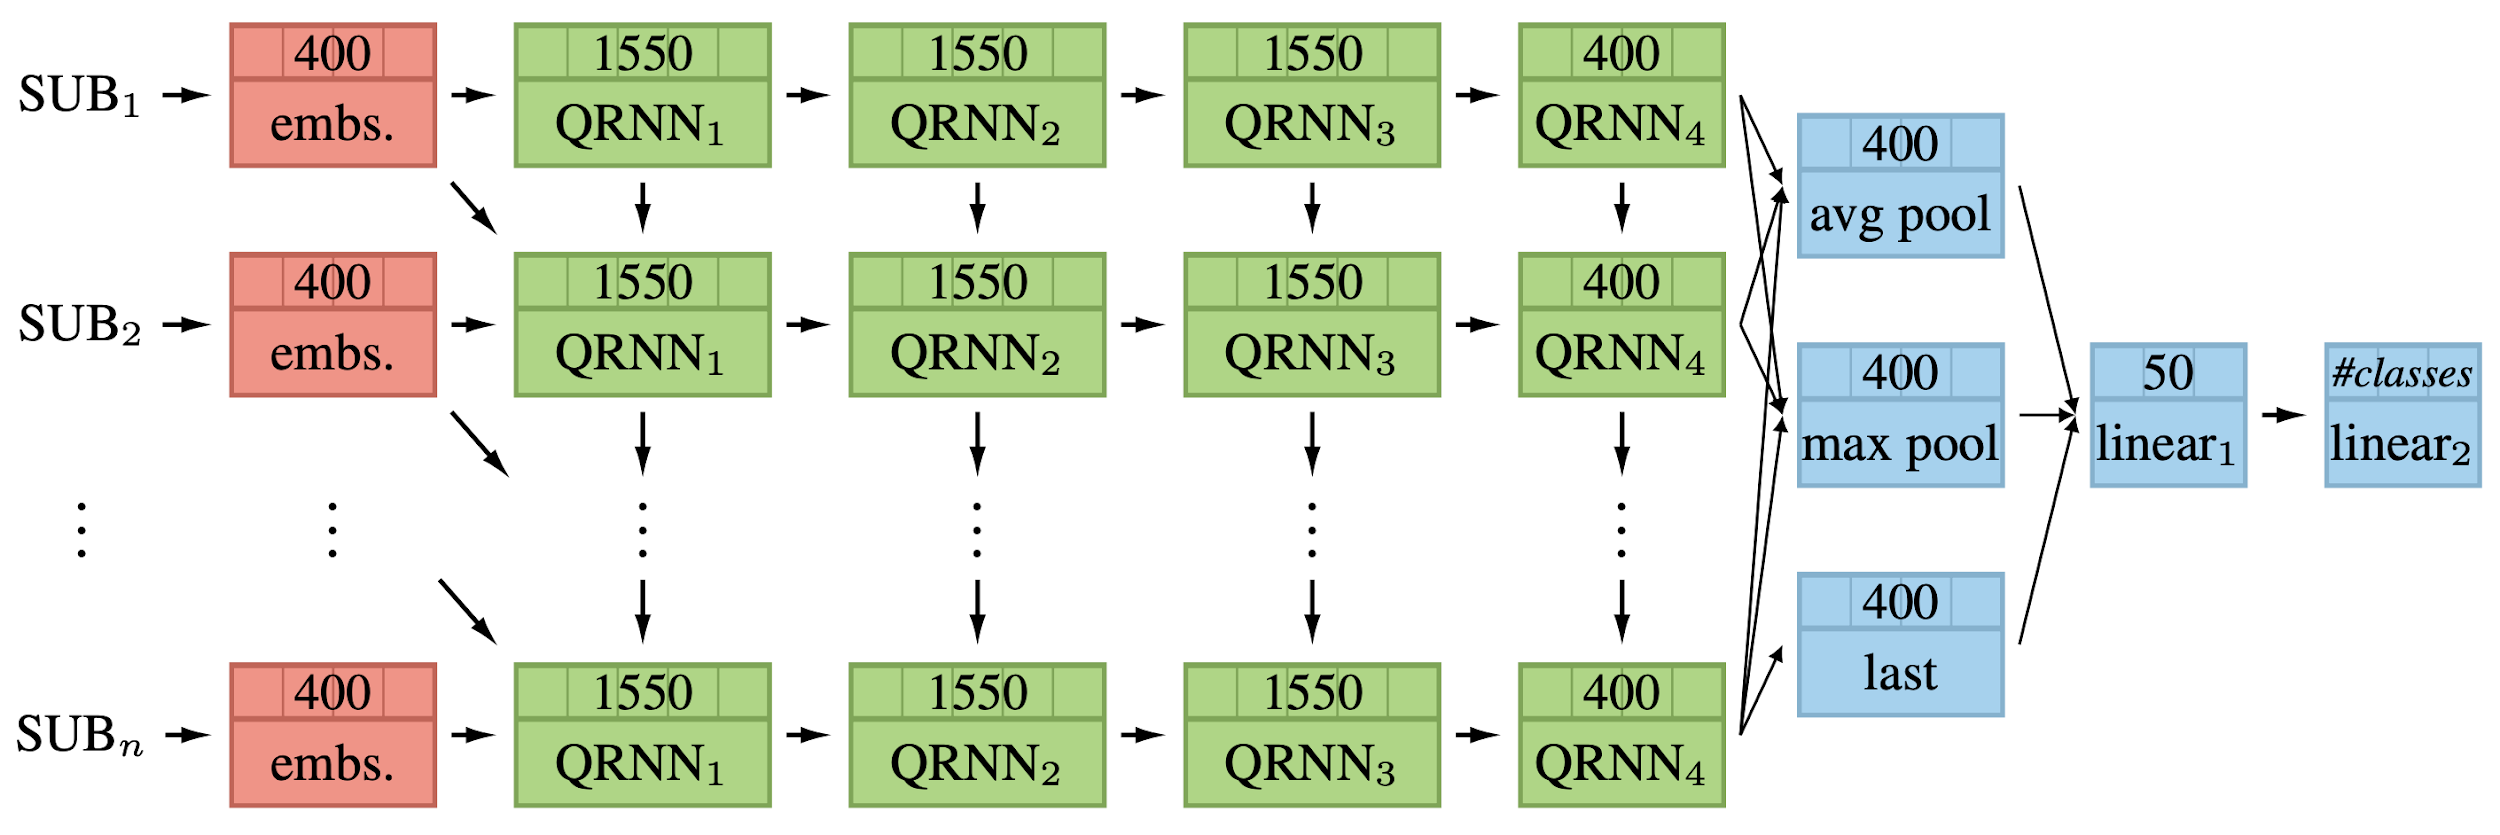 SUB₁ 400 embs. 1550 QRNN₁ 1550 QRNN₂ 1550 QRNN₃ 400 QRNN₄
SUB₂ 400 embs. 1550 QRNN₁ 1550 QRNN₂ 1550 QRNN₃ 400 QRNN₄
⋮ ⋮ ⋮ ⋮ ⋮ ⋮
SUBₙ 400 embs. 1550 QRNN₁ 1550 QRNN₂ 1550 QRNN₃ 400 QRNN₄
400 avg pool
400 max pool
400 last
50 linear₁
#classes linear₂